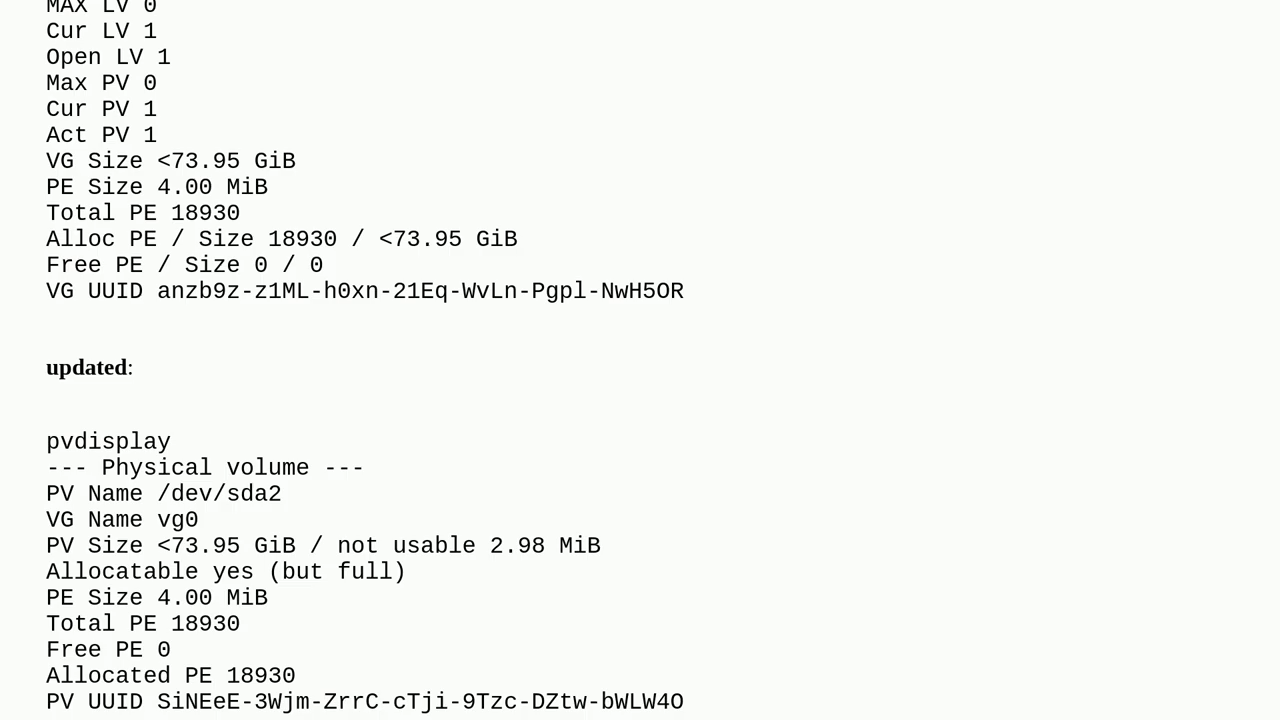 MAX LV 0
Cur LV 1
Open LV 1
Max PV 0
Cur PV 1
Act PV 1
VG Size <73.95 GiB
PE Size 4.00 MiB
Total PE 18930
Alloc PE / Size 18930 / <73.95 GiB
Free PE / Size 0 / 0
VG UUID anzb9z-z1ML-h0xn-21Eq-WvLn-Pgpl-NwH5OR
updated:
pvdisplay
--- Physical volume ---
PV Name /dev/sda2
VG Name vg0
PV Size <73.95 GiB / not usable 2.98 MiB
Allocatable yes (but full)
PE Size 4.00 MiB
Total PE 18930
Free PE 0
Allocated PE 18930
PV UUID SiNEeE-3Wjm-ZrrC-cTji-9Tzc-DZtw-bWLW4O